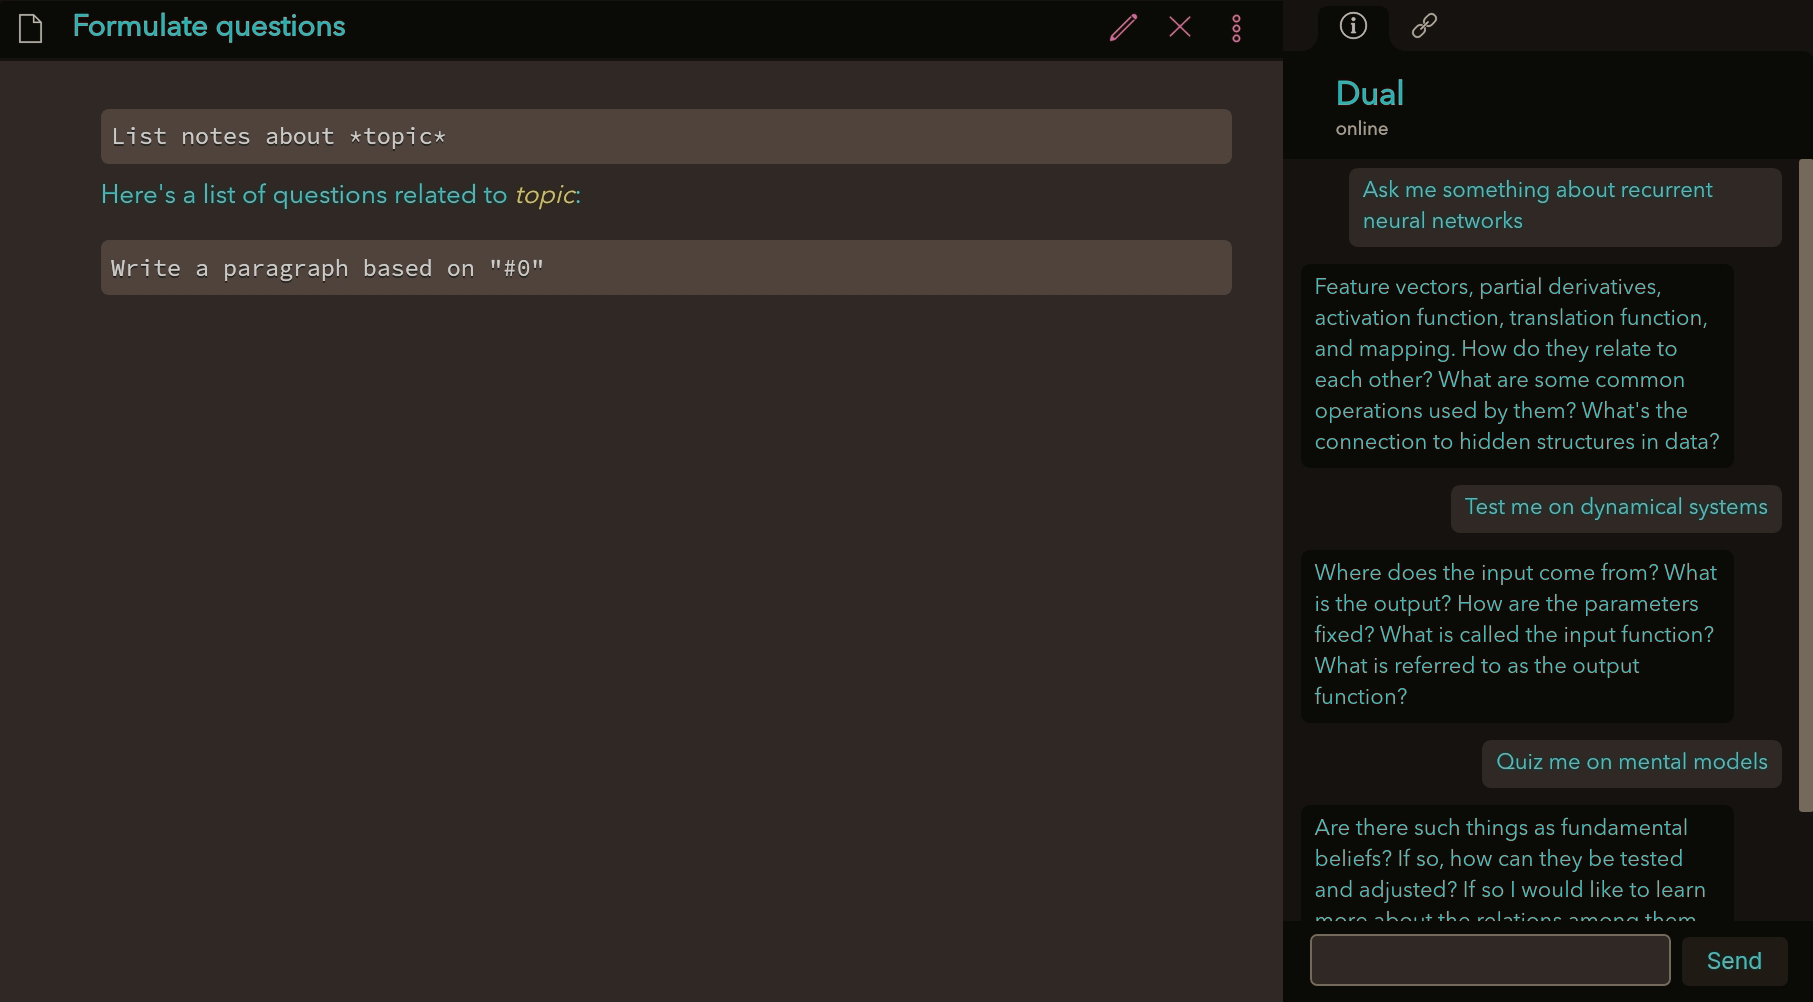 Formulate questions
List notes about *topic*
Here's a list of questions related to topic:
Write a paragraph based on "#0"
Dual
online
Ask me something about recurrent
neural networks
Feature vectors, partial derivatives,
activation function, translation function,
and mapping. How do they relate to
each other? What are some common
operations used by them? What's the
connection to hidden structures in data?
Test me on dynamical systems
Where does the input come from? What
is the output? How are the parameters
fixed? What is called the input function?
What is referred to as the output
function?
Quiz me on mental models
Are there such things as fundamental
beliefs? If so, how can they be tested
and adjusted? If so I would like to learn
more about the relations among them
Send